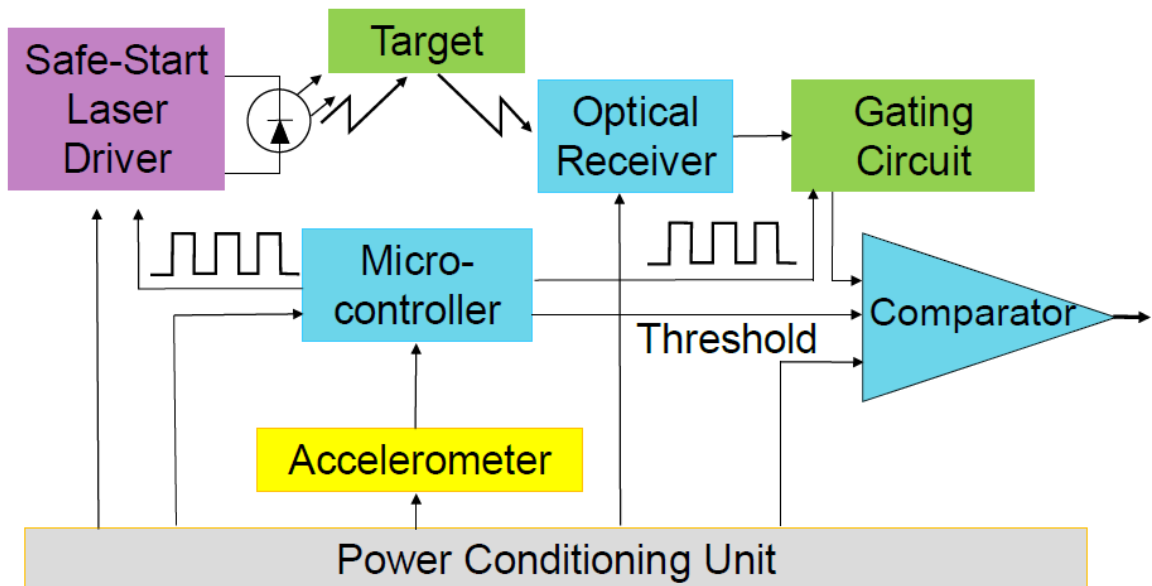 Safe-Start
Laser
Driver
Target
Optical
Receiver
Gating
Circuit
Micro-
controller
Threshold
Comparator
Accelerometer
Power Conditioning Unit